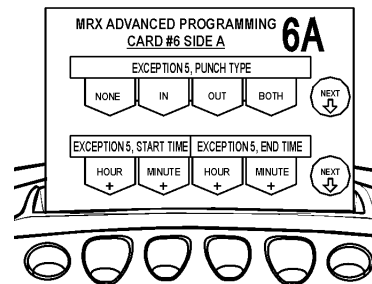 MRX ADVANCED PROGRAMMING
CARD #6 SIDE A
6A
EXCEPTION 5, PUNCH TYPE
NONE IN OUT BOTH NEXT
EXCEPTION 5, START TIME EXCEPTION 5, END TIME
HOUR + MINUTE + HOUR + MINUTE + NEXT